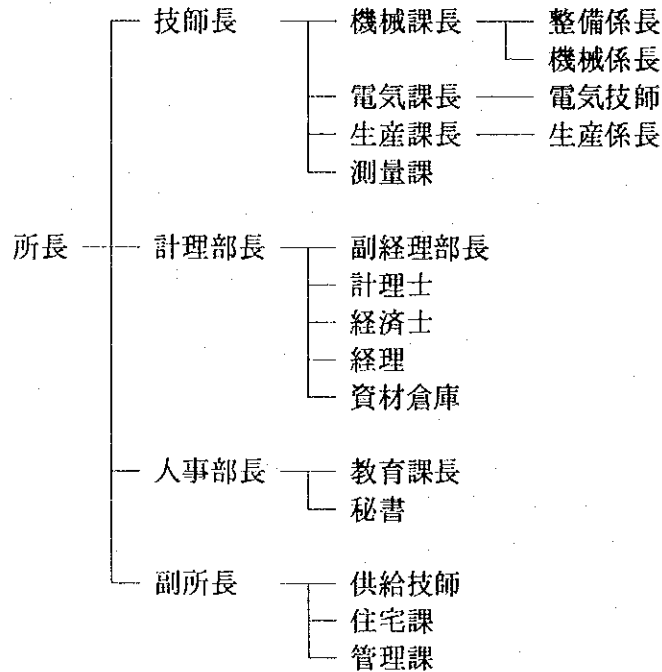 技師長 機械課長 整備係長
機械係長
電気課長 電気技師
生産課長 生産係長
測量課
所長 計理部長 副経理部長
計理士
経済士
経理
資材倉庫
人事部長 教育課長
秘書
副所長 供給技師
住宅課
管理課